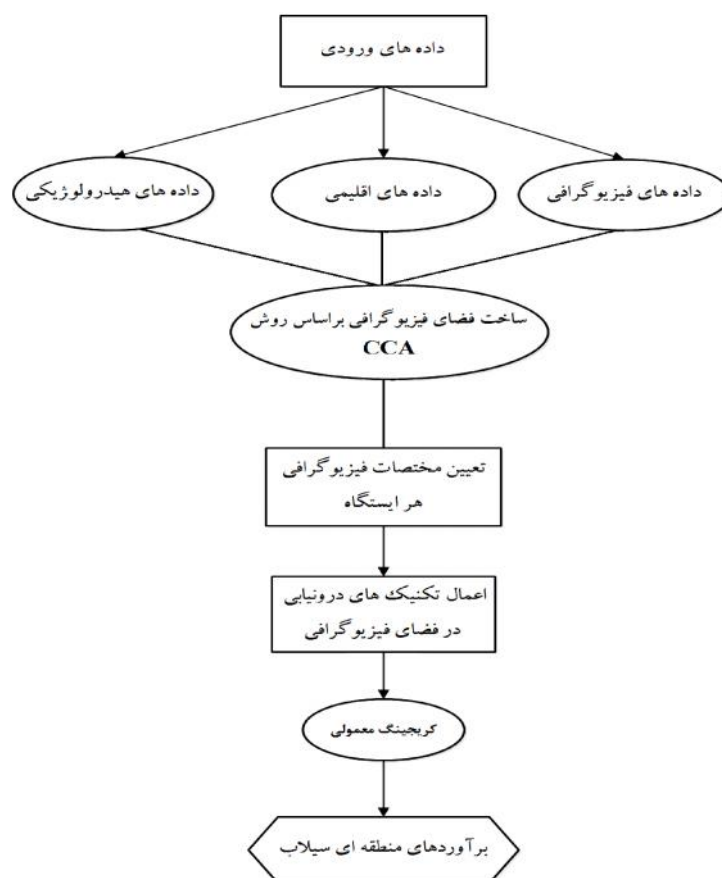 داده های ورودی
داده های فیزیوگرافی
داده های اقلیمی
داده های هیدرولوژیکی
ساخت فضای فیزیوگرافی براساس روش
CCA
تعیین مختصات فیزیوگرافی
هر ایستگاه
اعمال تکنیک های درونیابی
در فضای فیزیوگرافی
کریجینگ معمولی
برآوردهای منطقه ای سیلاب